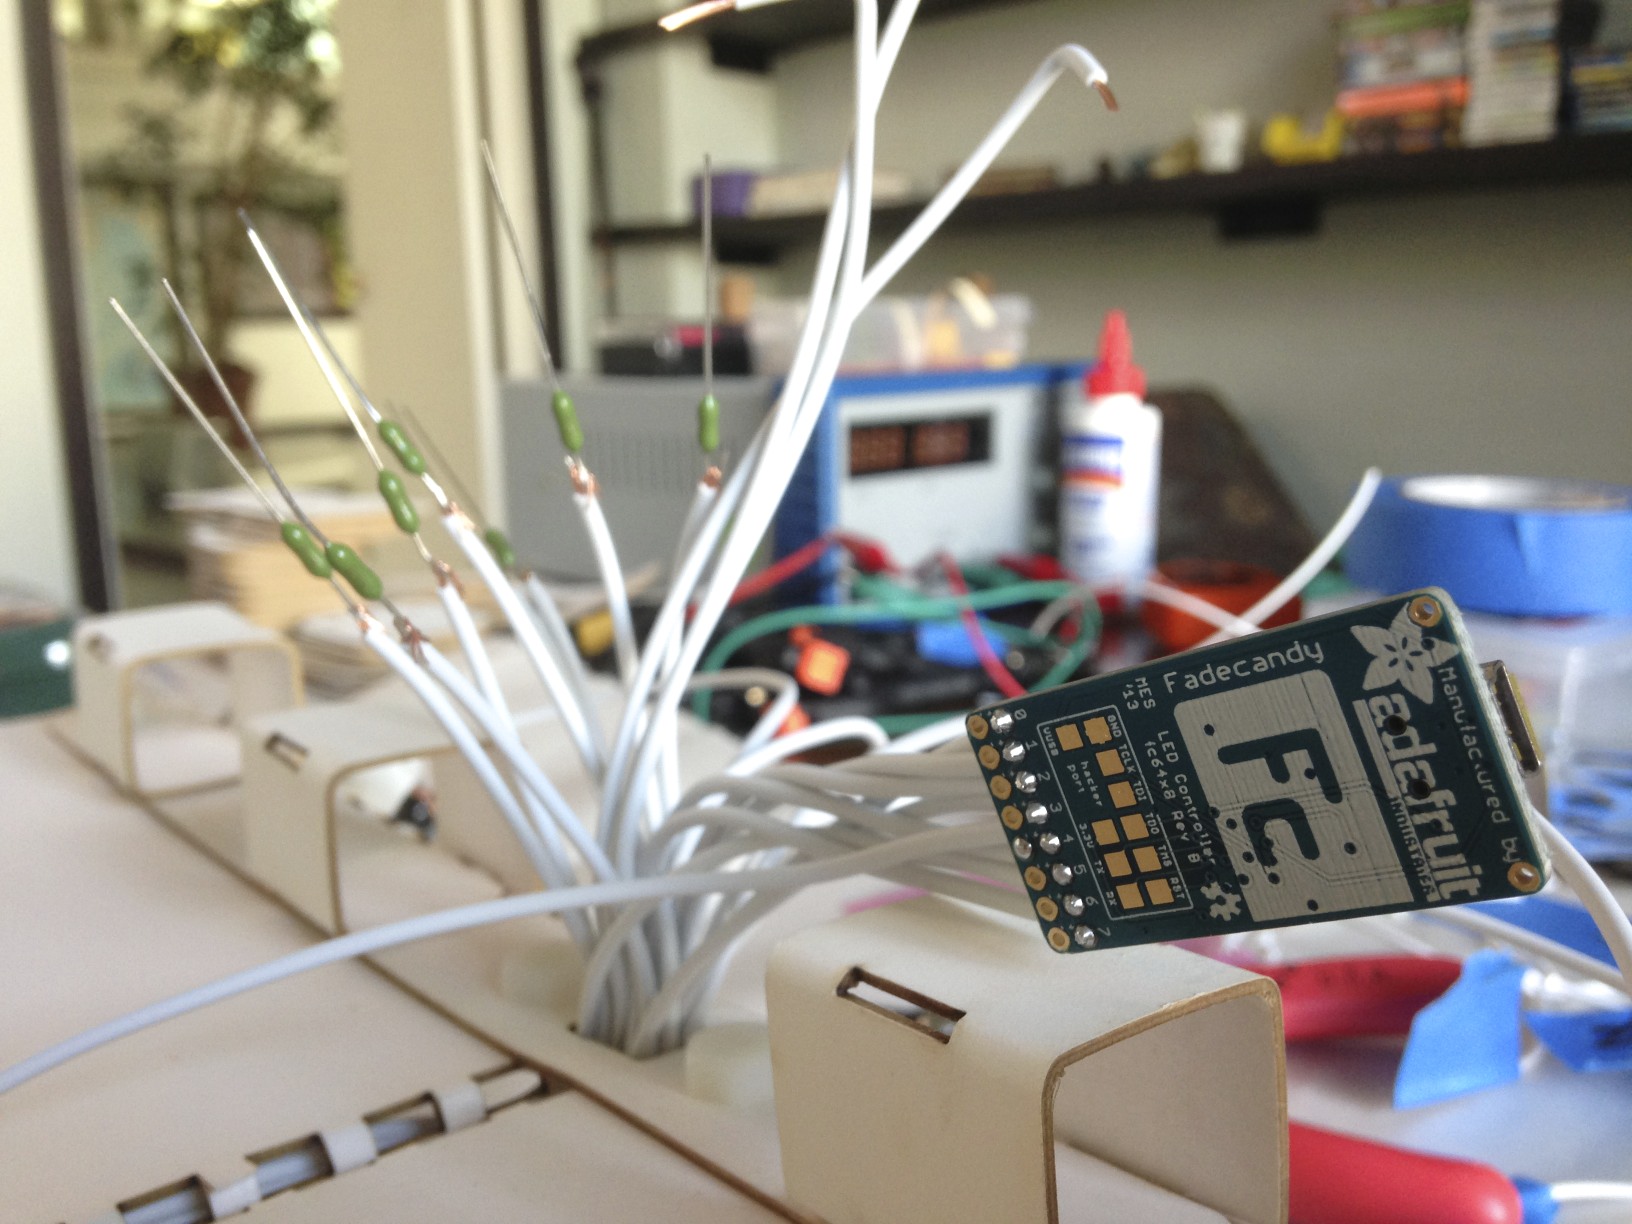 Fadecandy
MES
'13
LED Controller
fc64x8 Rev B
Fc
Manufactured by
adafruit
0
1
2
3
4
5
6
7
GND
VUSB
TCLK
TDI
TDO
TMS
RST
3.3V
TX
RX
hacker
port